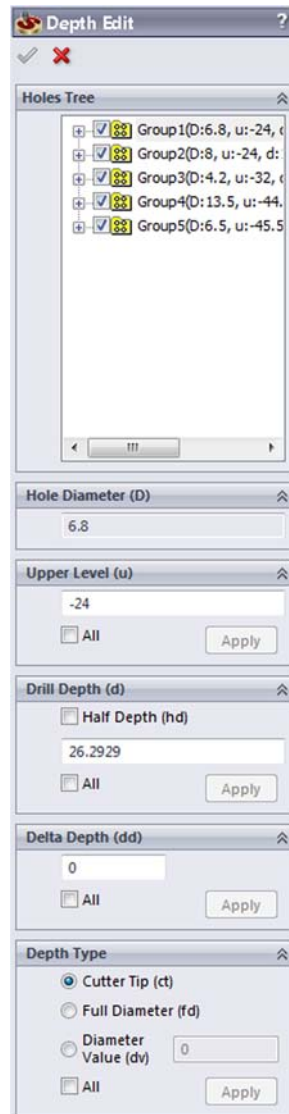 Depth Edit ?
Holes Tree
Group1(D:6.8, u:-24,
Group2(D:8, u:-24, d:
Group3(D:4.2, u:-32,
Group4(D:13.5, u:-44.
Group5(D:6.5, u:-45.5
Hole Diameter (D)
6.8
Upper Level (u)
-24
All Apply
Drill Depth (d)
Half Depth (hd)
26.2929
All Apply
Delta Depth (dd)
0
All Apply
Depth Type
Cutter Tip (ct)
Full Diameter (fd)
Diameter
Value (dv) 0
All Apply